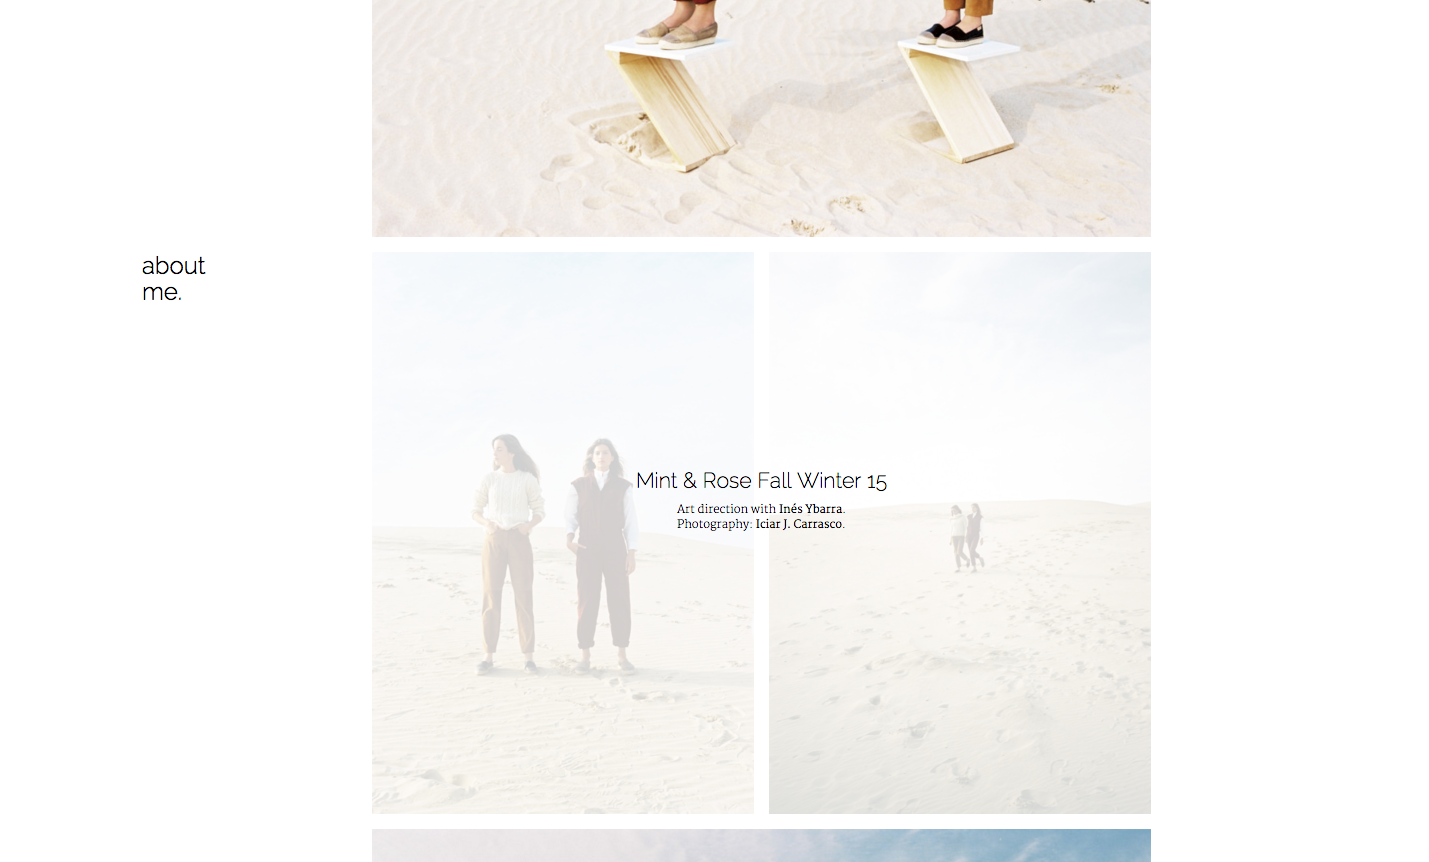 about
me.
Mint & Rose Fall Winter 15
Art direction with Inés Ybarra.
Photography: Iciar J. Carrasco.